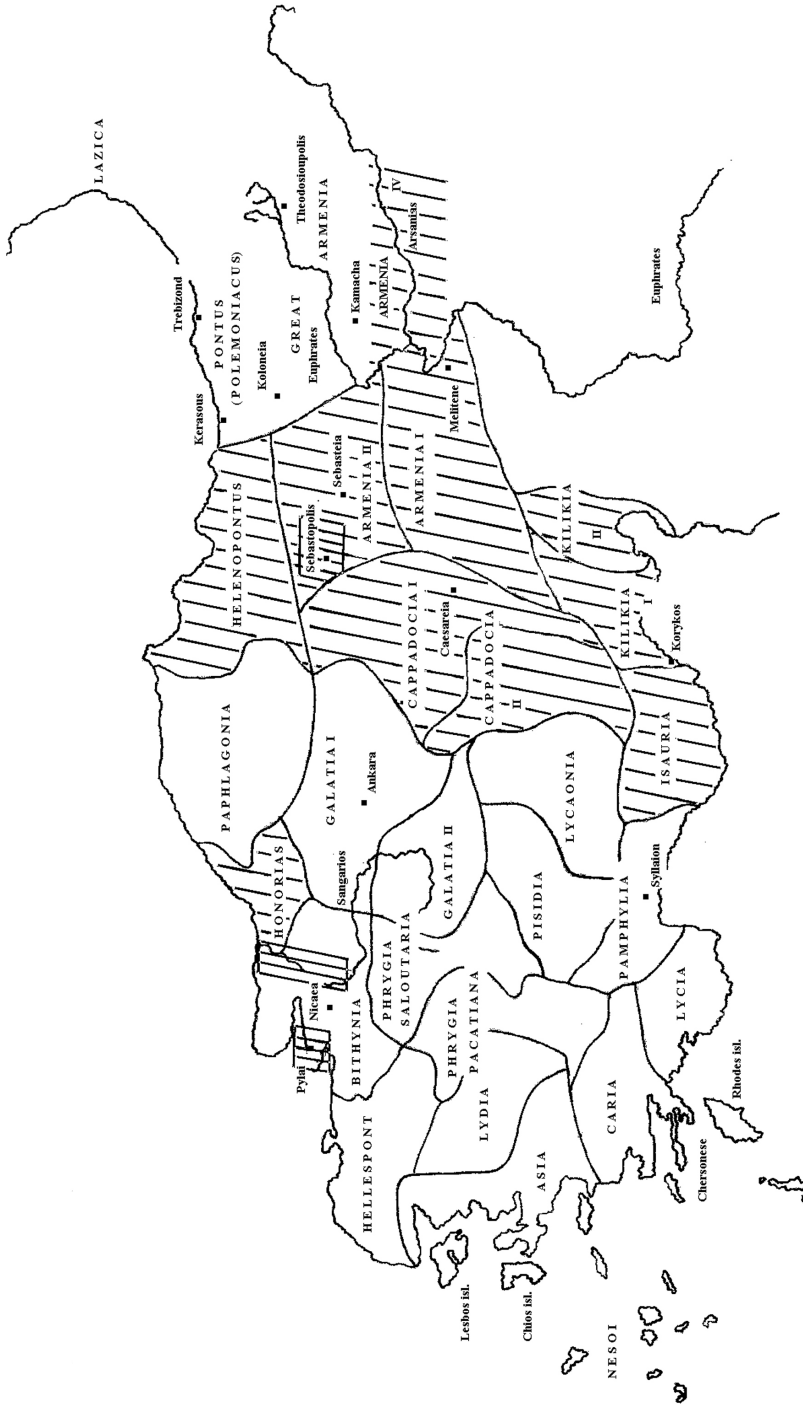 LAZICA
Trebizond
PONTUS
(POLEMONIACUS)
Kerasous
Koloneia
GREAT
ARMENIA
Theodosioupolis
Euphrates
Kamacha
ARMENIA
IV
Arsanias
Euphrates
Melitene
HELENOPONTUS
Sebastopolis
Sebasteia
ARMENIA II
ARMENIA I
CAPPADOCIA I
Caesareia
CAPPADOCIA
II
KILIKIA
II
KILIKIA
I
Korykos
ISAURIA
PAPHLAGONIA
GALATIA I
Ankara
HONORIAS
Sangarios
GALATIA II
LYCAONIA
PISIDIA
PAMPHYLIA
Syllaion
Nicaea
Pylai
BITHYNIA
PHRYGIA
SALOUTARIA
PHRYGIA
PACATIANA
LYCIA
HELLESPONT
LYDIA
CARIA
ASIA
Rhodes isl.
Chersonese
Lesbos isl.
Chios isl.
NESOI